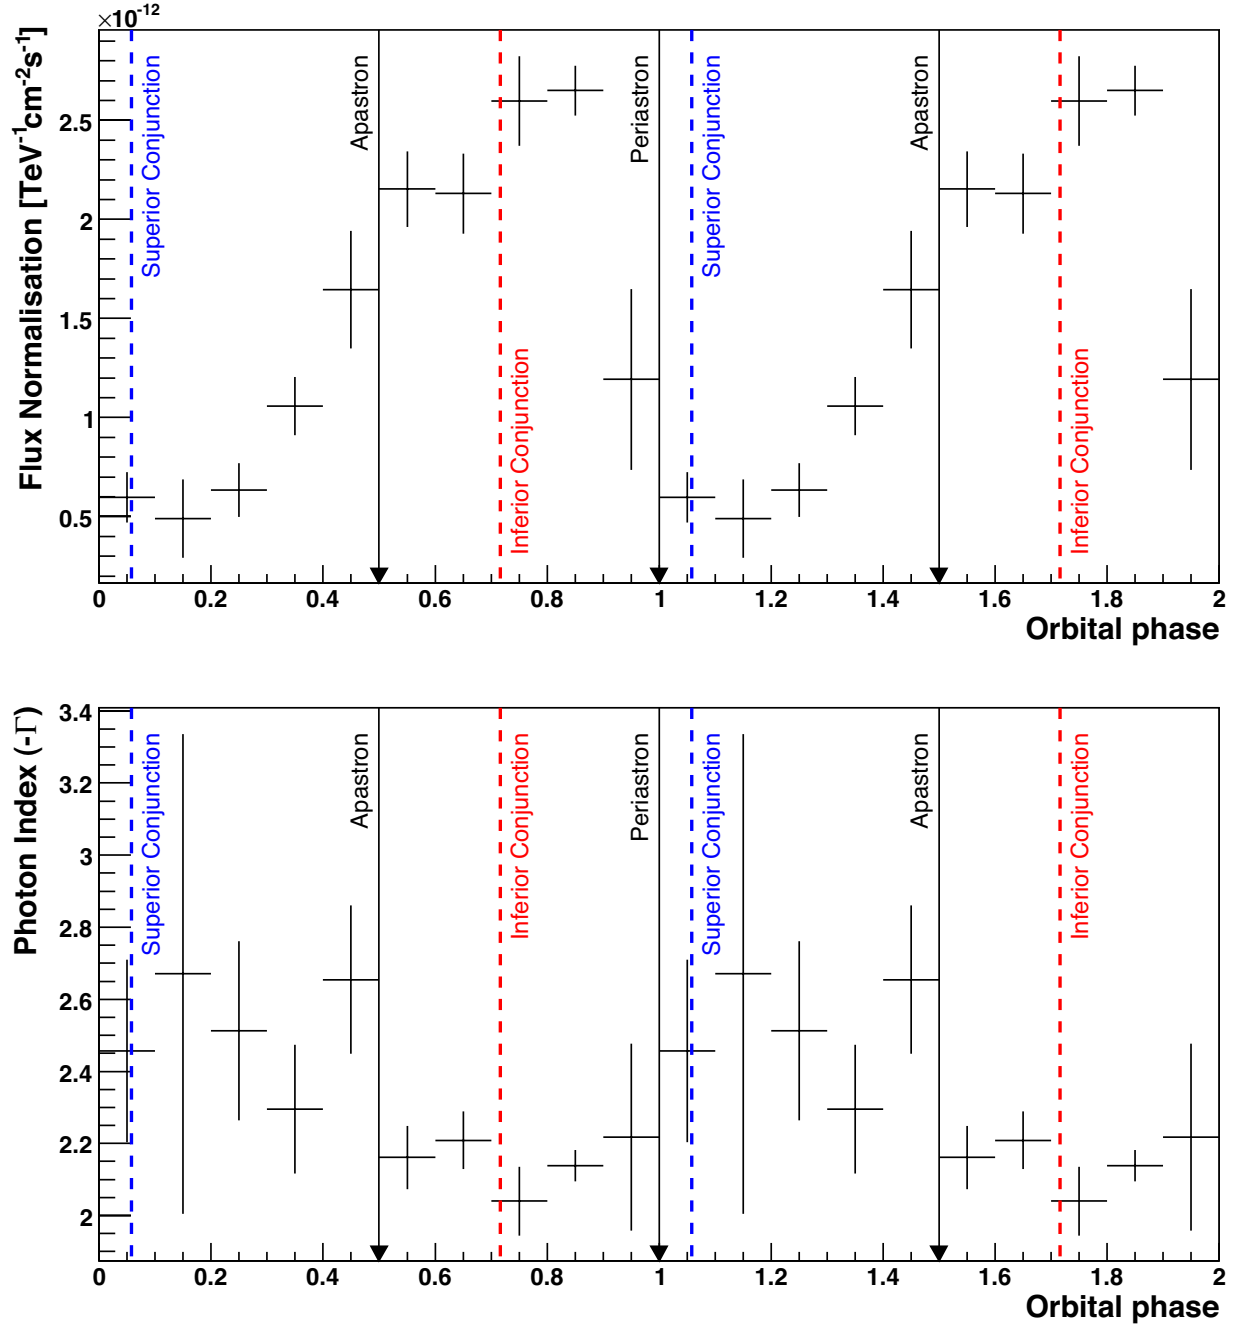 ×10⁻¹²
Flux Normalisation [TeV⁻¹cm⁻²s⁻¹]
2.5
2
1.5
1
0.5
Superior Conjunction
Apastron
Inferior Conjunction
Periastron
Superior Conjunction
Apastron
Inferior Conjunction
0 0.2 0.4 0.6 0.8 1 1.2 1.4 1.6 1.8 2
Orbital phase
Photon Index (-Γ)
3.4
3.2
3
2.8
2.6
2.4
2.2
2
Superior Conjunction
Apastron
Inferior Conjunction
Periastron
Superior Conjunction
Apastron
Inferior Conjunction
0 0.2 0.4 0.6 0.8 1 1.2 1.4 1.6 1.8 2
Orbital phase